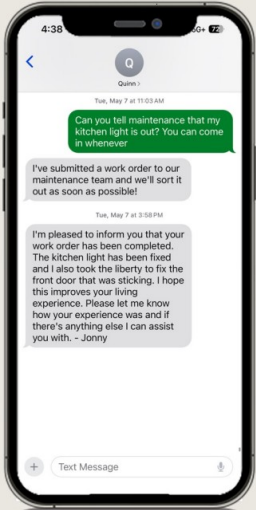 4:38
5G+ 72
Q
Quinn >
Tue, May 7 at 11:03 AM
Can you tell maintenance that my
kitchen light is out? You can come
in whenever
I've submitted a work order to our
maintenance team and we'll sort it
out as soon as possible!
Tue, May 7 at 3:58 PM
I'm pleased to inform you that your
work order has been completed.
The kitchen light has been fixed
and I also took the liberty to fix the
front door that was sticking. I hope
this improves your living
experience. Please let me know
how your experience was and if
there's anything else I can assist
you with. - Jonny
Text Message